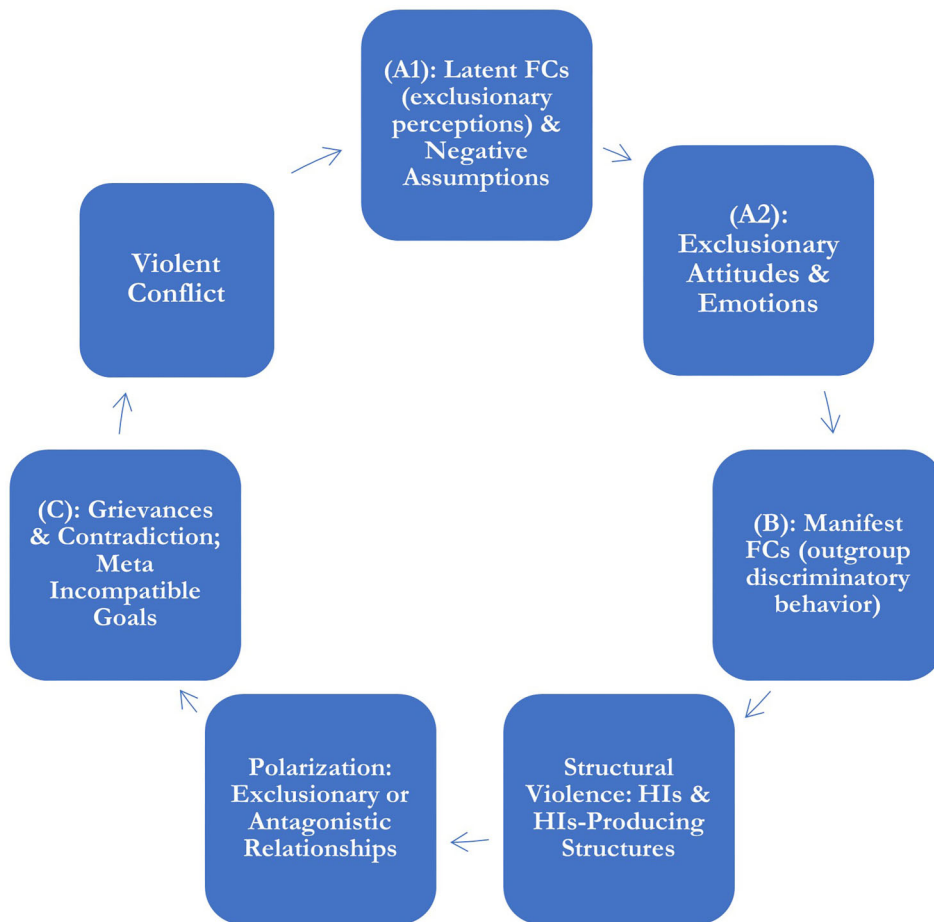 (A1): Latent FCs
(exclusionary
perceptions) &
Negative
Assumptions
(A2):
Exclusionary
Attitudes &
Emotions
(B): Manifest
FCs (outgroup
discriminatory
behavior)
Structural
Violence: HIs &
HIs-Producing
Structures
Polarization:
Exclusionary or
Antagonistic
Relationships
(C): Grievances
& Contradiction;
Meta
Incompatible
Goals
Violent
Conflict